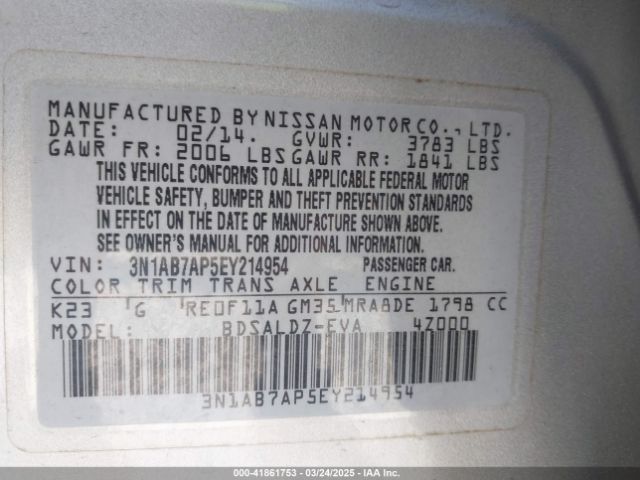 MANUFACTURED BY NISSAN MOTOR CO., LTD.
DATE: 02/14. GVWR: 3783 LBS
GAWR FR: 2006 LBS GAWR RR: 1841 LBS
THIS VEHICLE CONFORMS TO ALL APPLICABLE FEDERAL MOTOR
VEHICLE SAFETY, BUMPER AND THEFT PREVENTION STANDARDS
IN EFFECT ON THE DATE OF MANUFACTURE SHOWN ABOVE.
SEE OWNER'S MANUAL FOR ADDITIONAL INFORMATION.
VIN: 3N1AB7AP5EY214954 PASSENGER CAR.
COLOR TRIM TRANS AXLE ENGINE
K23 G RE0F11A GM35 MRA8DE 1798 CC
MODEL: BDSALDZ-EVA 4Z000
3N1AB7AP5EY214954
000-41861753 - 03/24/2025 - IAA Inc.